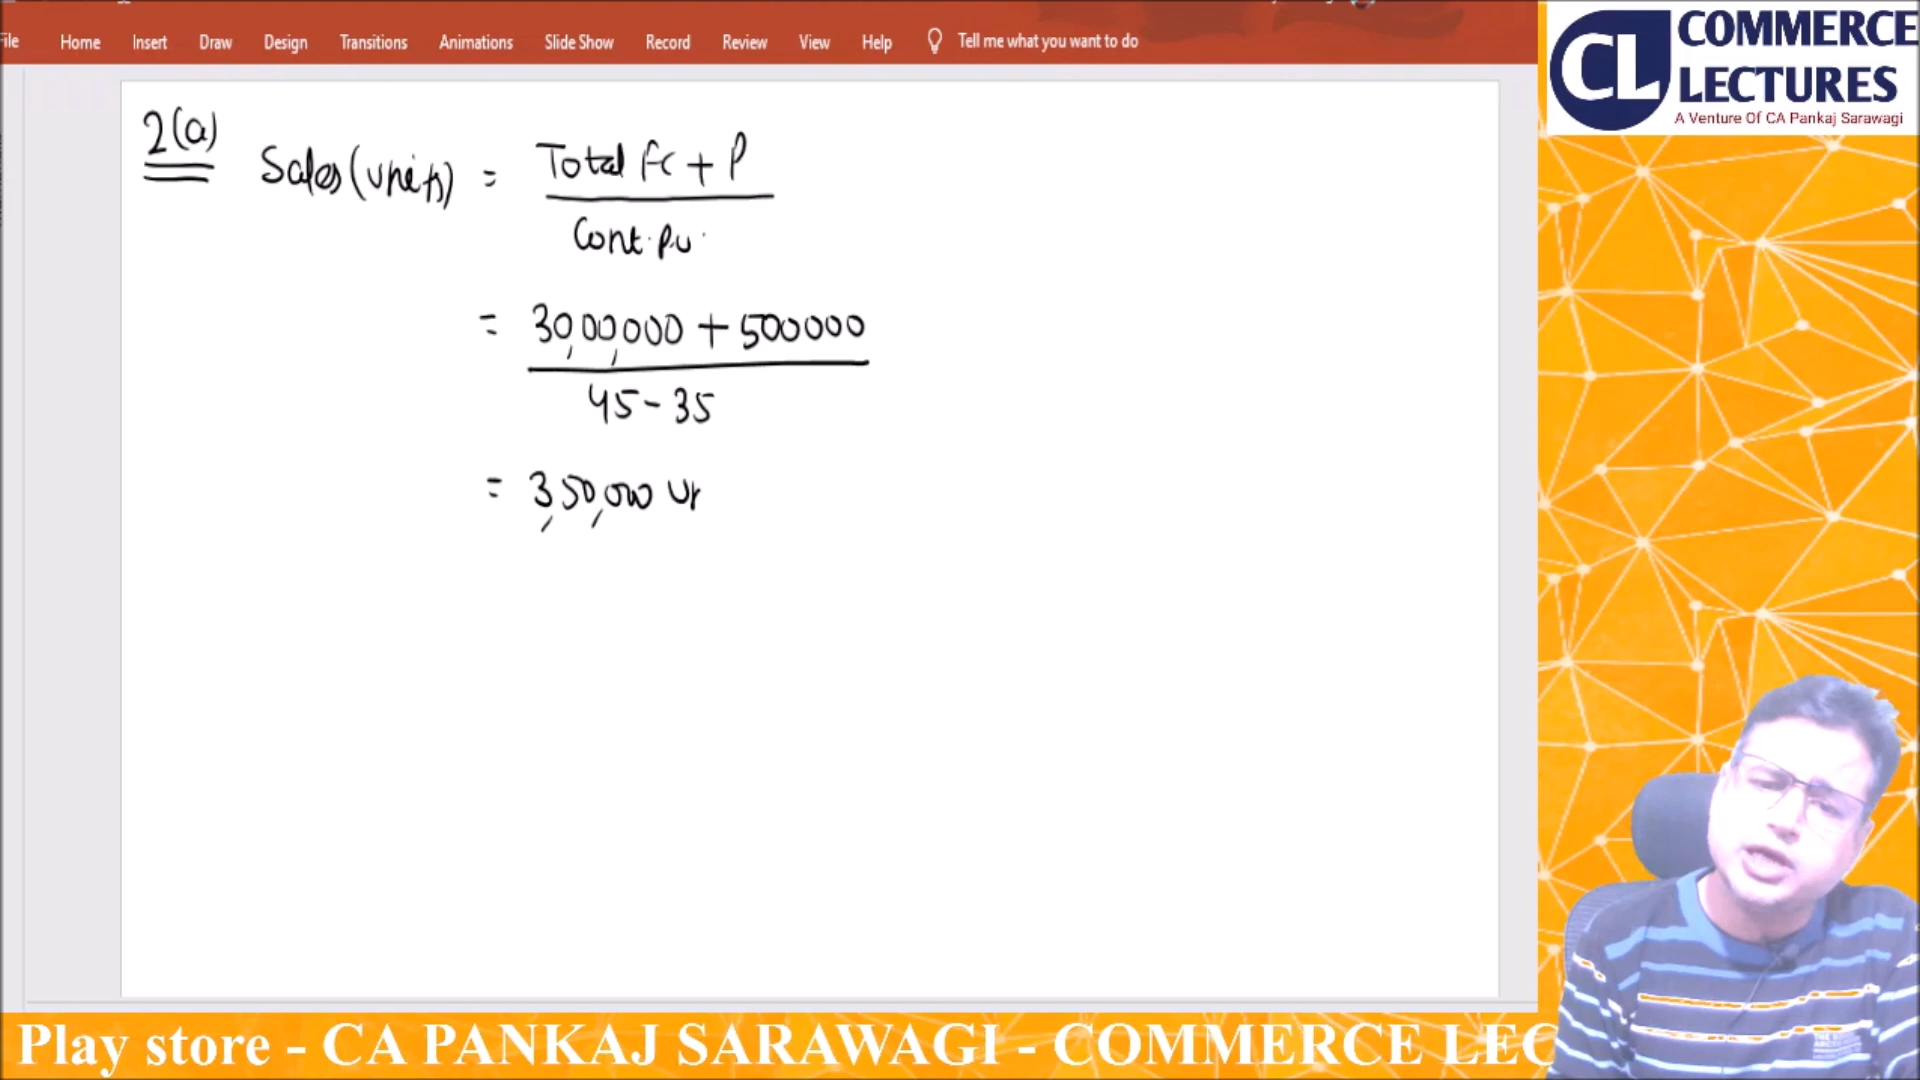 File Home Insert Draw Design Transitions Animations Slide Show Record Review View Help Tell me what you want to do
CL COMMERCE
LECTURES
A Venture Of CA Pankaj Sarawagi
2(a)
Sales (Units) = Total FC + P
Cont. P.U.
= 30,00,000 + 500000
45 - 35
= 3,50,000 Un
Play store - CA PANKAJ SARAWAGI - COMMERCE LEC